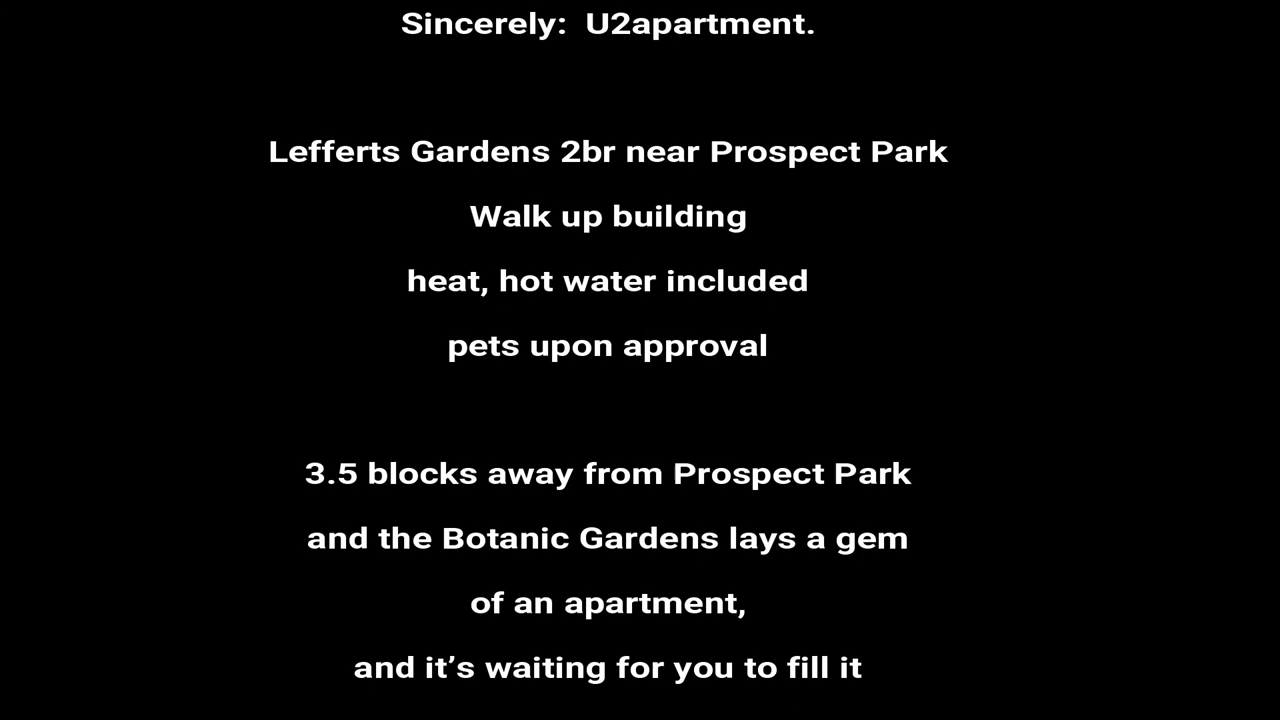 Sincerely:  U2apartment.
Lefferts Gardens 2br near Prospect Park
Walk up building
heat, hot water included
pets upon approval
3.5 blocks away from Prospect Park
and the Botanic Gardens lays a gem
of an apartment,
and it’s waiting for you to fill it